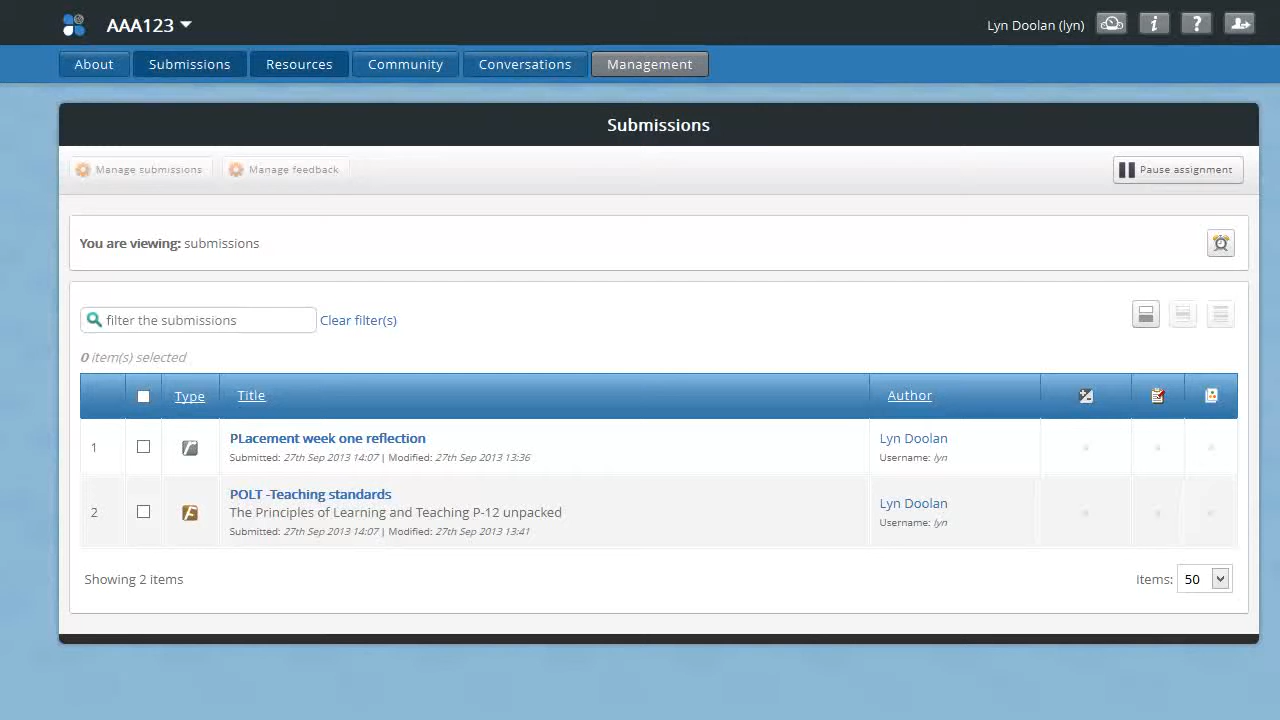 AAA123
Lyn Doolan (lyn)
About
Submissions
Resources
Community
Conversations
Management
Submissions
Manage submissions
Manage feedback
Pause assignment
You are viewing: submissions
filter the submissions
Clear filter(s)
0 item(s) selected
Type
Title
Author
1
PLacement week one reflection
Submitted: 27th Sep 2013 14:07 | Modified: 27th Sep 2013 13:36
Lyn Doolan
Username: lyn
2
POLT -Teaching standards
The Principles of Learning and Teaching P-12 unpacked
Submitted: 27th Sep 2013 14:07 | Modified: 27th Sep 2013 13:41
Lyn Doolan
Username: lyn
Showing 2 items
Items: 50